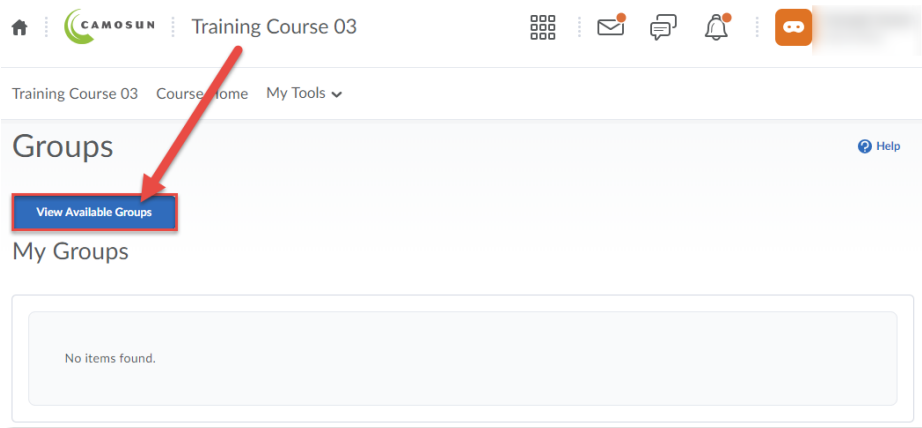 CAMOSUN
Training Course 03
Training Course 03 Course Home My Tools
Groups
Help
View Available Groups
My Groups
No items found.